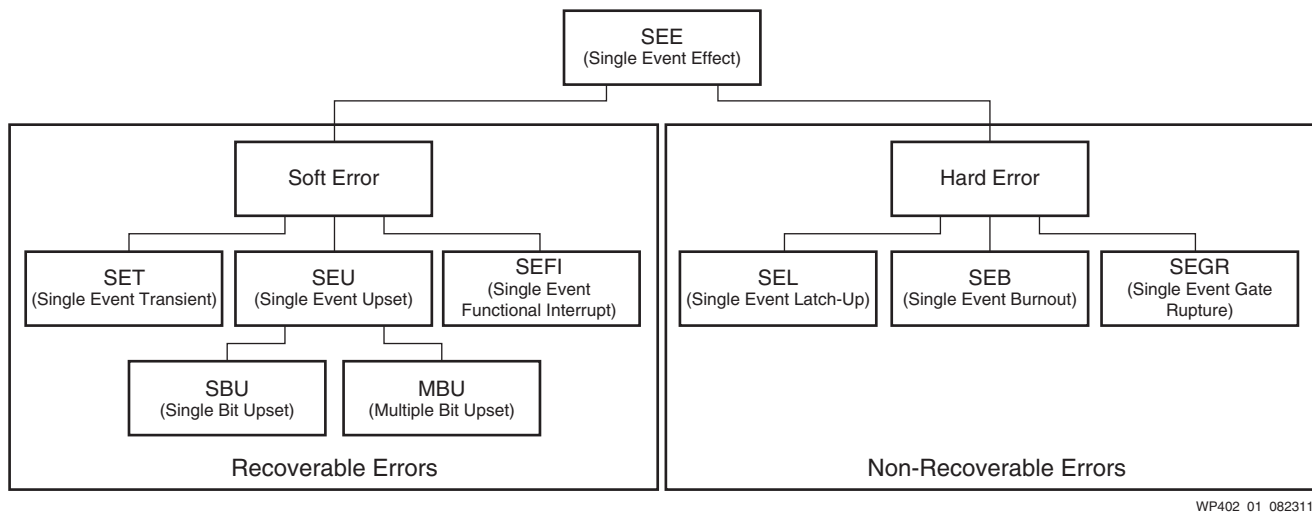 SEE
(Single Event Effect)
Soft Error
Hard Error
SET
(Single Event Transient)
SEU
(Single Event Upset)
SEFI
(Single Event
Functional Interrupt)
SEL
(Single Event Latch-Up)
SEB
(Single Event Burnout)
SEGR
(Single Event Gate
Rupture)
SBU
(Single Bit Upset)
MBU
(Multiple Bit Upset)
Recoverable Errors
Non-Recoverable Errors
WP402_01_082311